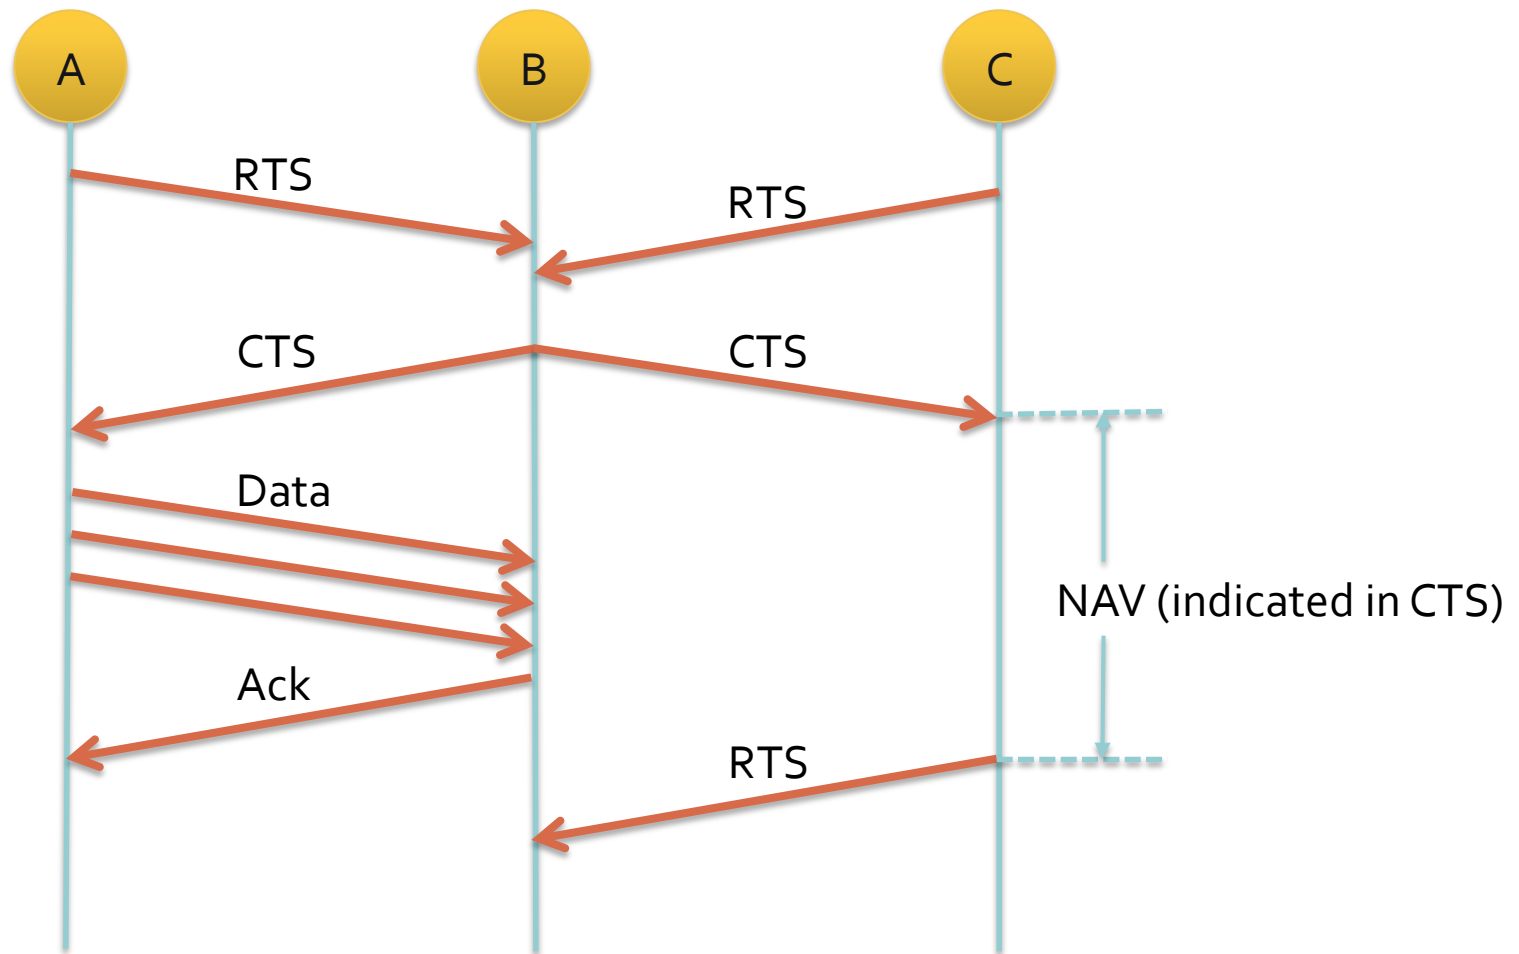 A
B
C
RTS
RTS
CTS
CTS
Data
NAV (indicated in CTS)
Ack
RTS